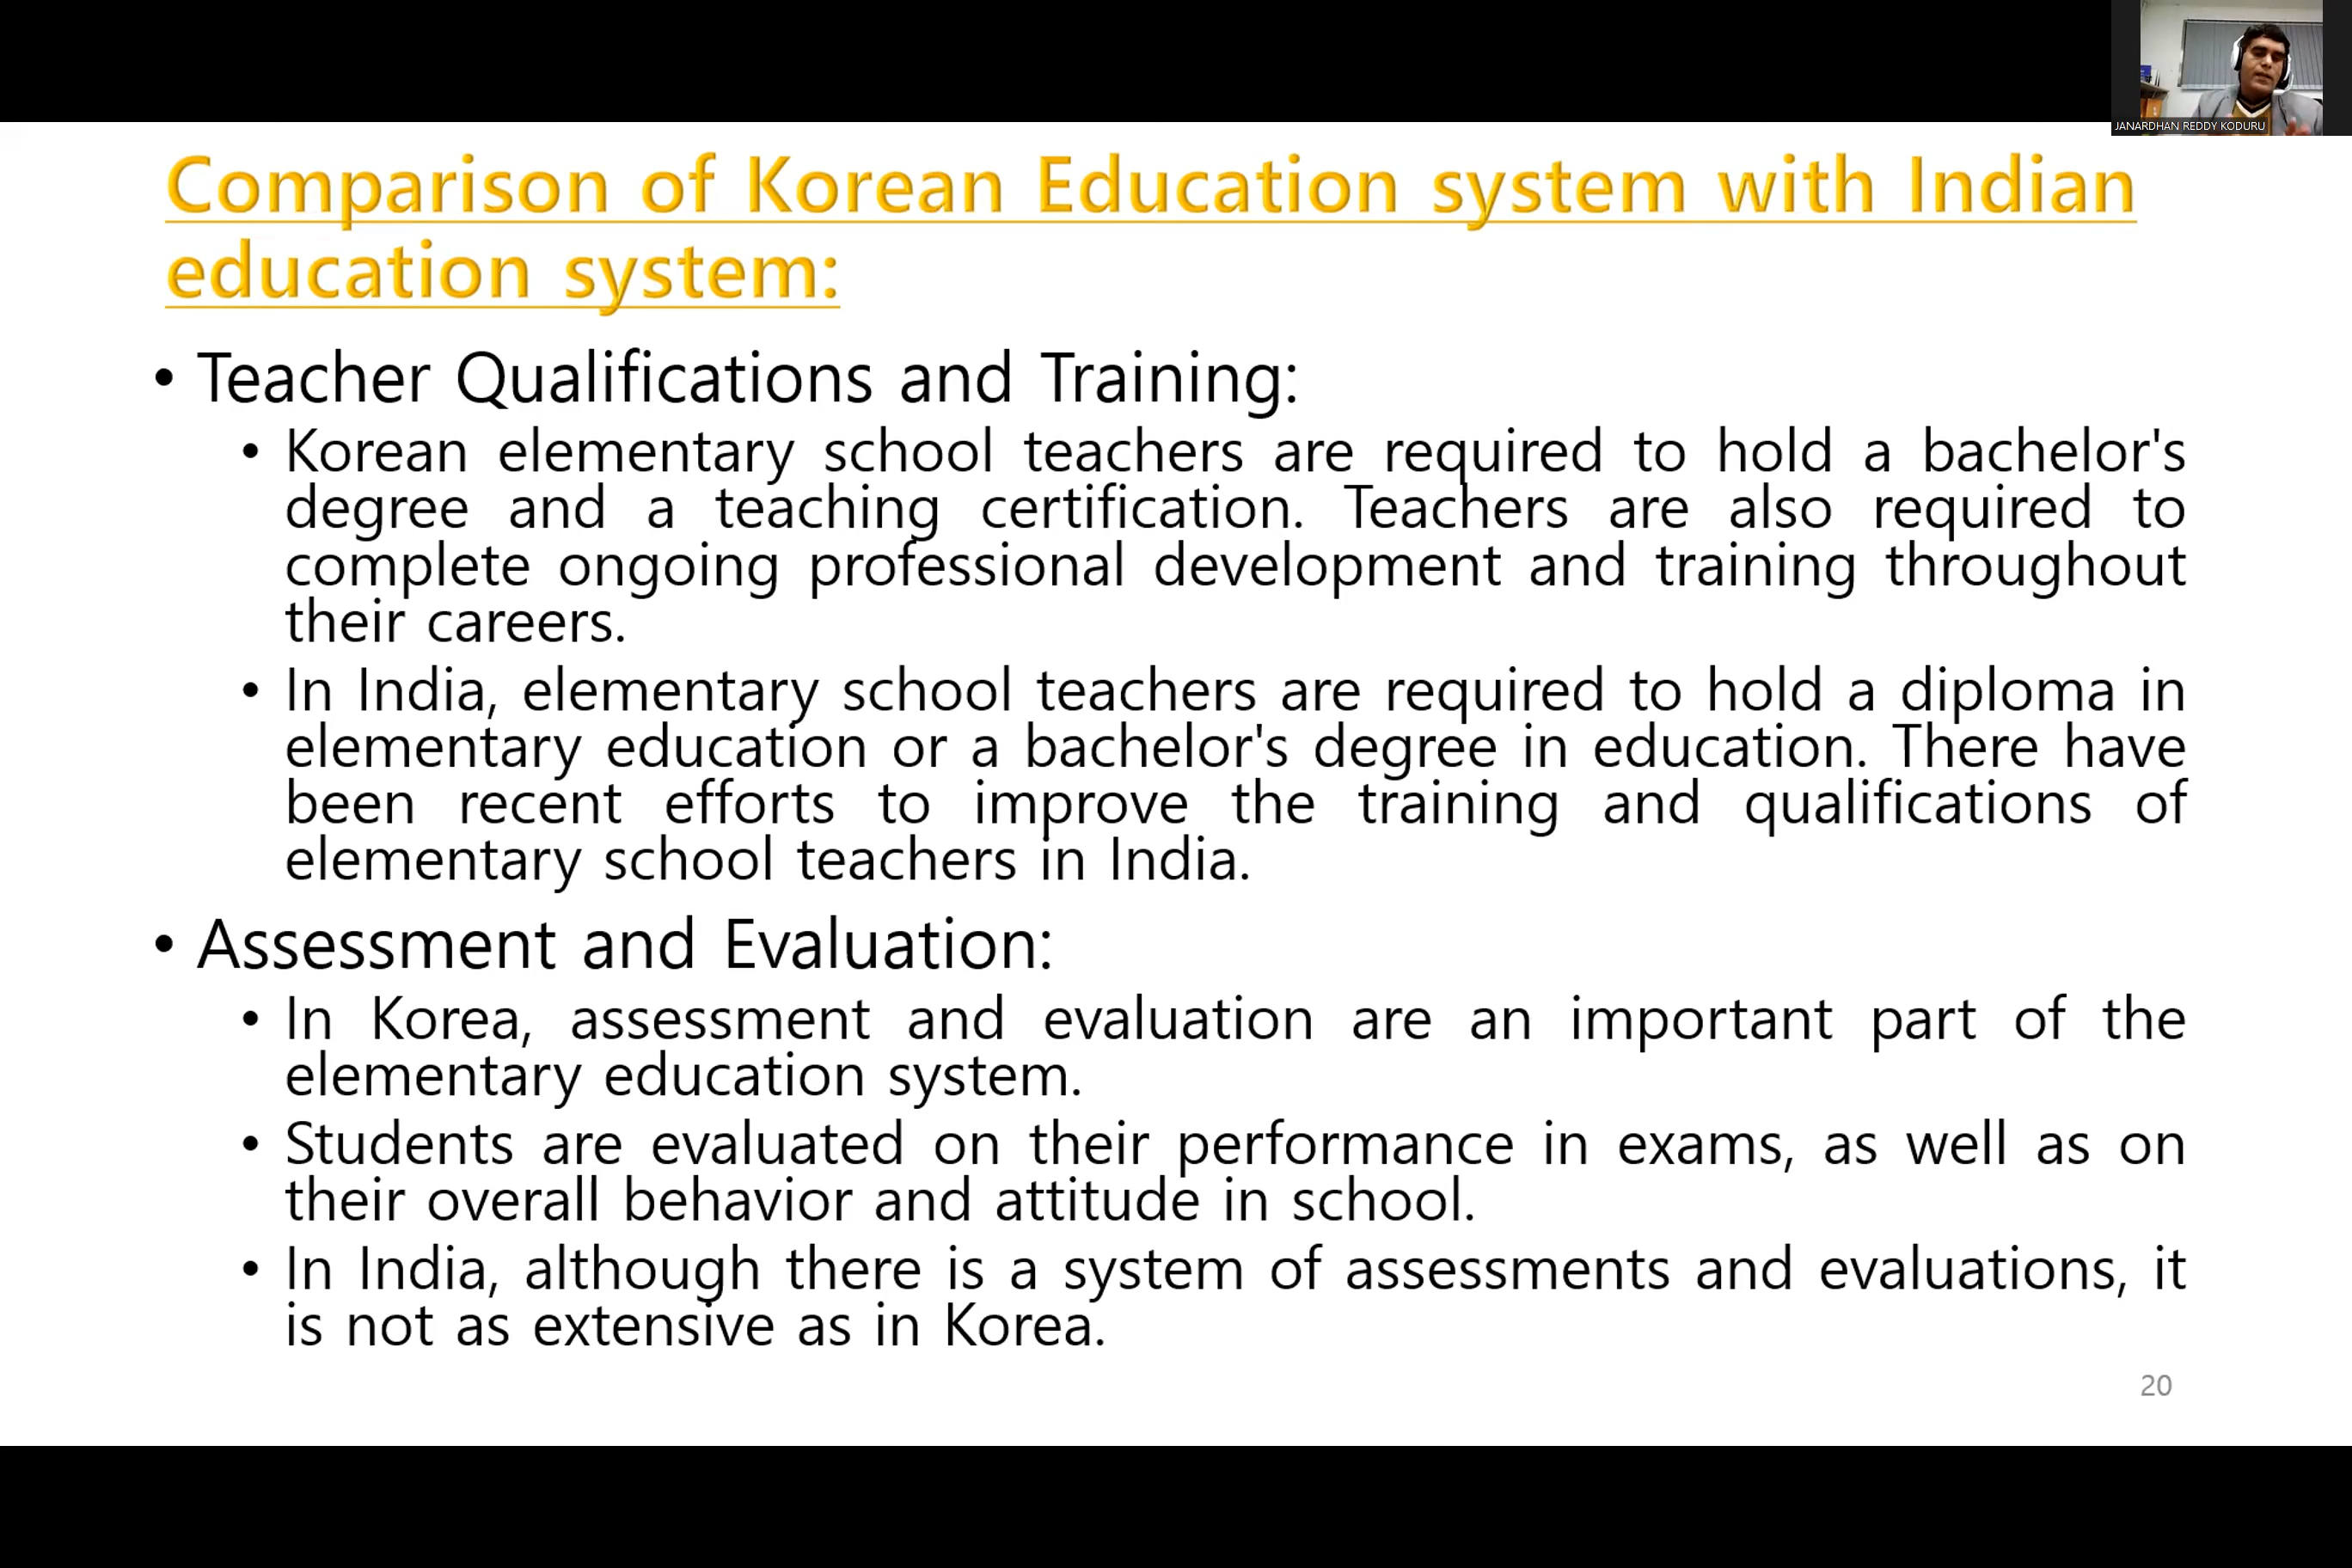 JANARDHAN REDDY KODURU
Comparison of Korean Education system with Indian
education system:
• Teacher Qualifications and Training:
• Korean elementary school teachers are required to hold a bachelor's
degree and a teaching certification. Teachers are also required to
complete ongoing professional development and training throughout
their careers.
• In India, elementary school teachers are required to hold a diploma in
elementary education or a bachelor's degree in education. There have
been recent efforts to improve the training and qualifications of
elementary school teachers in India.
• Assessment and Evaluation:
• In Korea, assessment and evaluation are an important part of the
elementary education system.
• Students are evaluated on their performance in exams, as well as on
their overall behavior and attitude in school.
• In India, although there is a system of assessments and evaluations, it
is not as extensive as in Korea.
20